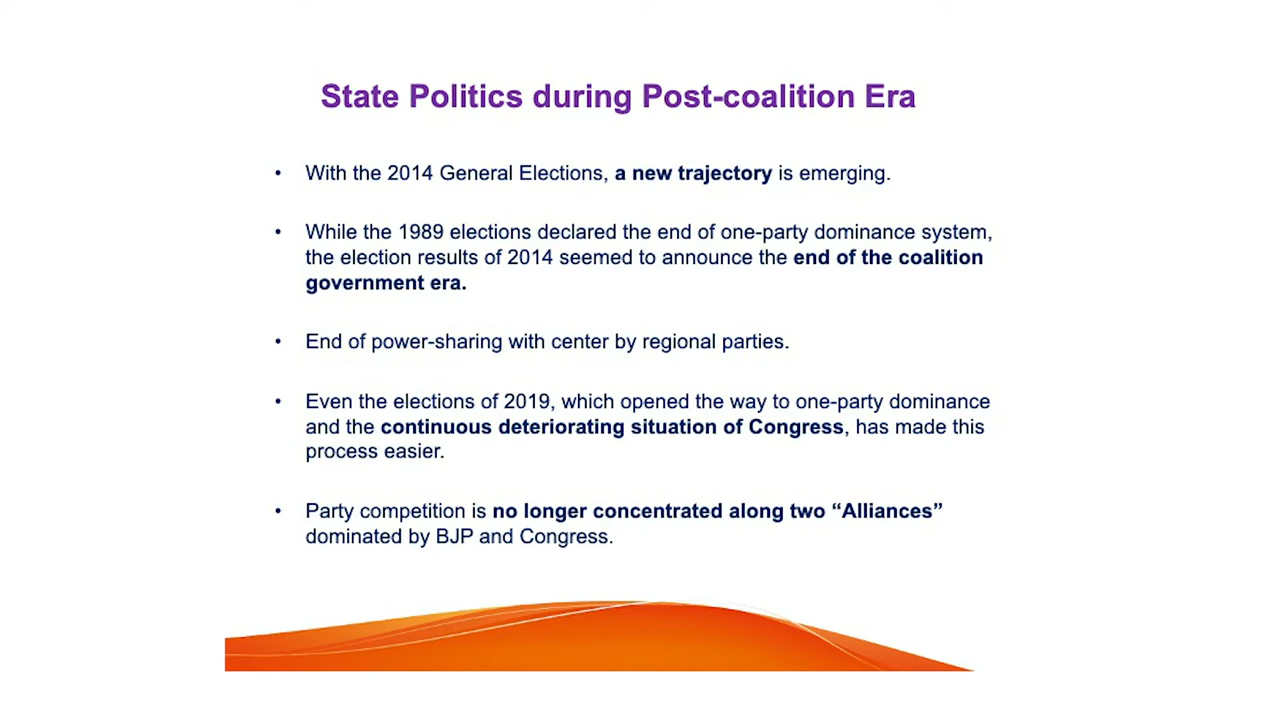 State Politics during Post-coalition Era
• With the 2014 General Elections, a new trajectory is emerging.
• While the 1989 elections declared the end of one-party dominance system,
the election results of 2014 seemed to announce the end of the coalition
government era.
• End of power-sharing with center by regional parties.
• Even the elections of 2019, which opened the way to one-party dominance
and the continuous deteriorating situation of Congress, has made this
process easier.
• Party competition is no longer concentrated along two “Alliances”
dominated by BJP and Congress.